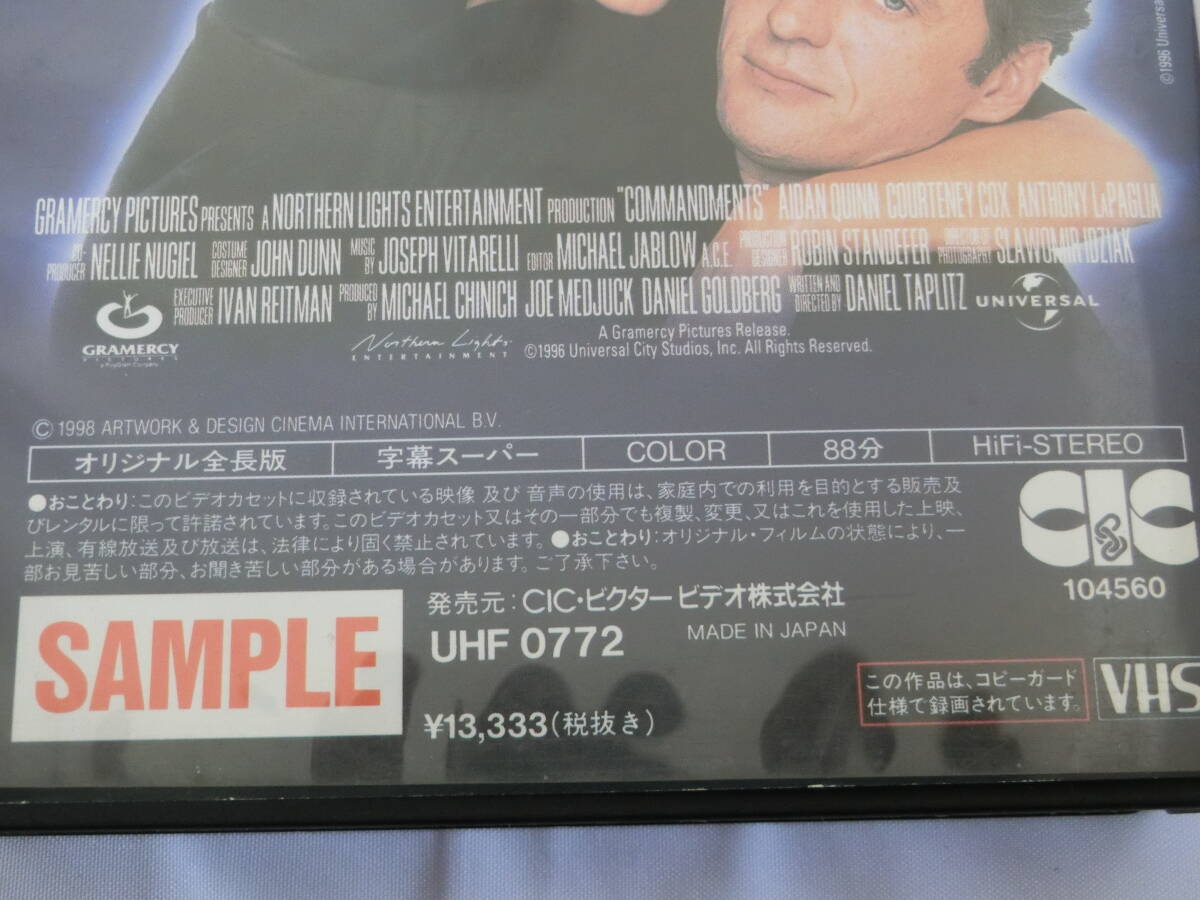 ©1996 Universa
GRAMERCY PICTURES PRESENTS A NORTHERN LIGHTS ENTERTAINMENT PRODUCTION "COMMANDMENTS" AIDAN QUINN COURTENEY COX ANTHONY LaPAGLIA
CO-PRODUCER NELLIE NUGIEL COSTUME DESIGNER JOHN DUNN MUSIC BY JOSEPH VITARELLI EDITOR MICHAEL JABLOW A.C.E. PRODUCTION DESIGNER ROBIN STANDEFER DIRECTOR OF PHOTOGRAPHY SLAWOMIR IDZIAK
EXECUTIVE PRODUCER IVAN REITMAN PRODUCED BY MICHAEL CHINICH JOE MEDJUCK DANIEL GOLDBERG WRITTEN AND DIRECTED BY DANIEL TAPLITZ UNIVERSAL
GRAMERCY
PICTURES
a PolyGram Company
Northern Lights
ENTERTAINMENT
A Gramercy Pictures Release.
©1996 Universal City Studios, Inc. All Rights Reserved.
© 1998 ARTWORK & DESIGN CINEMA INTERNATIONAL B.V.
オリジナル全長版 字幕スーパー COLOR 88分 HiFi-STEREO
●おことわり:このビデオカセットに収録されている映像 及び 音声の使用は、家庭内での利用を目的とする販売及
びレンタルに限って許諾されています。このビデオカセット又はその一部分でも複製、変更、又はこれを使用した上映、
上演、有線放送及び放送は、法律により固く禁止されています。●おことわり:オリジナル・フィルムの状態により、一
部お見苦しい部分、お聞き苦しい部分がある場合があります。ご了承下さい。
CIC
104560
SAMPLE
発売元:CIC・ビクター ビデオ株式会社
UHF 0772 MADE IN JAPAN
¥13,333(税抜き)
この作品は、コピーガード
仕様で録画されています。
VHS